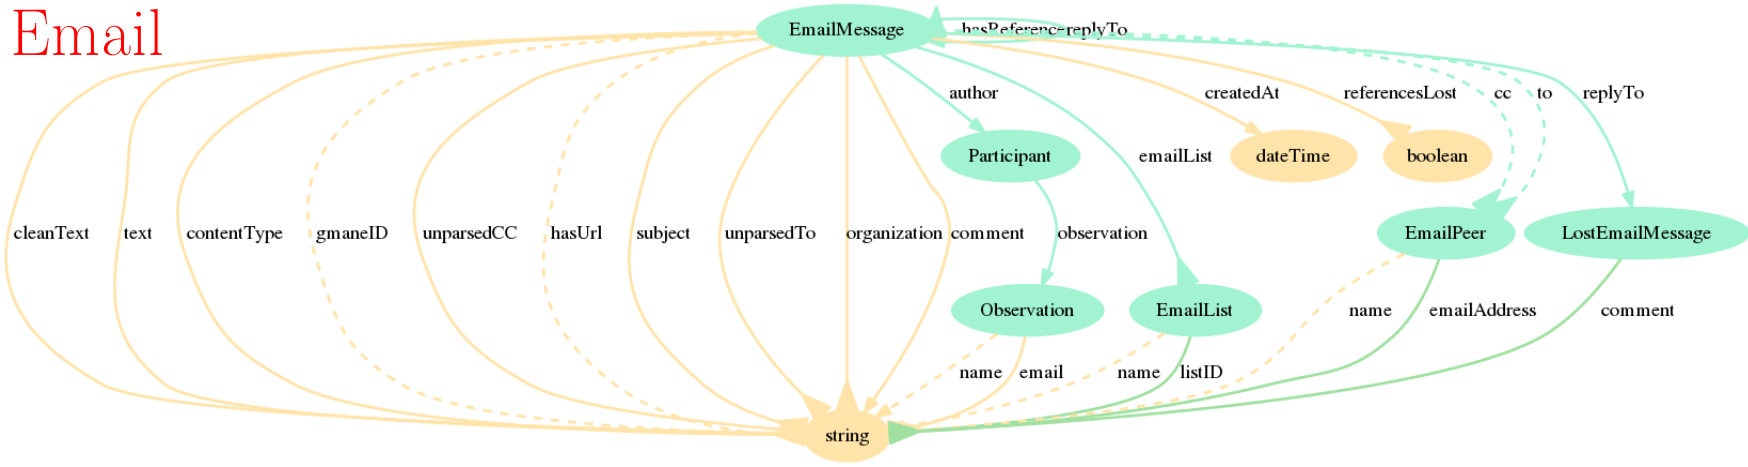 Email
EmailMessage
hasReference
replyTo
author
createdAt
referencesLost
cc
to
replyTo
Participant
emailList
dateTime
boolean
cleanText
text
contentType
gmaneID
unparsedCC
hasUrl
subject
unparsedTo
organization
comment
observation
EmailPeer
LostEmailMessage
Observation
EmailList
name
emailAddress
comment
name
email
name
listID
string